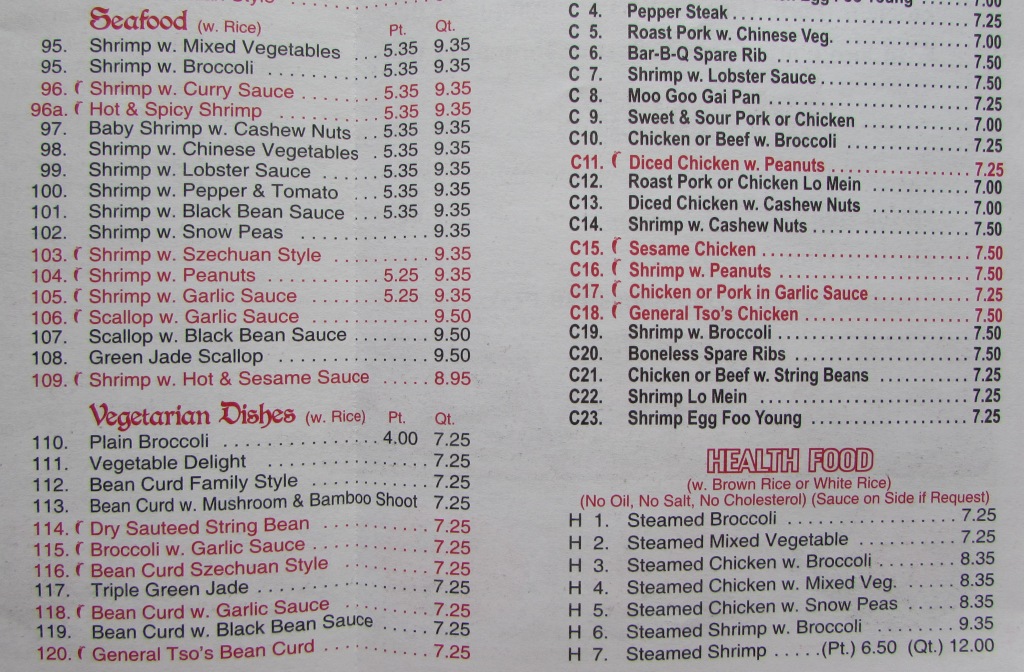 Style
Seafood (w. Rice) Pt. Qt.
95. Shrimp w. Mixed Vegetables . . 5.35 9.35
95. Shrimp w. Broccoli . . . . . . . . . . 5.35 9.35
96. Shrimp w. Curry Sauce . . . . . . 5.35 9.35
96a. Hot & Spicy Shrimp . . . . . . . . . 5.35 9.35
97. Baby Shrimp w. Cashew Nuts . . 5.35 9.35
98. Shrimp w. Chinese Vegetables . 5.35 9.35
99. Shrimp w. Lobster Sauce . . . . 5.35 9.35
100. Shrimp w. Pepper & Tomato . . . 5.35 9.35
101. Shrimp w. Black Bean Sauce . . . 5.35 9.35
102. Shrimp w. Snow Peas . . . . . . . . . . . . . 9.35
103. Shrimp w. Szechuan Style . . . . . . . . . . 9.35
104. Shrimp w. Peanuts . . . . . . . . . 5.25 9.35
105. Shrimp w. Garlic Sauce . . . . . . 5.25 9.35
106. Scallop w. Garlic Sauce . . . . . . . . . . . . 9.50
107. Scallop w. Black Bean Sauce . . . . . . . . 9.50
108. Green Jade Scallop . . . . . . . . . . . . . . 9.50
109. Shrimp w. Hot & Sesame Sauce . . . . . 8.95
Vegetarian Dishes (w. Rice) Pt. Qt.
110. Plain Broccoli . . . . . . . . . . . . . . 4.00 7.25
111. Vegetable Delight . . . . . . . . . . . . . . . 7.25
112. Bean Curd Family Style . . . . . . . . . . . . 7.25
113. Bean Curd w. Mushroom & Bamboo Shoot 7.25
114. Dry Sauteed String Bean . . . . . . . . . . . 7.25
115. Broccoli w. Garlic Sauce . . . . . . . . . . . 7.25
116. Bean Curd Szechuan Style . . . . . . . . . . 7.25
117. Triple Green Jade . . . . . . . . . . . . . . . . 7.25
118. Bean Curd w. Garlic Sauce . . . . . . . . . 7.25
119. Bean Curd w. Black Bean Sauce . . . . . 7.25
120. General Tso's Bean Curd . . . . . . . . . . 7.25
Egg Foo Young . . . . . . . . 7.00
C 4. Pepper Steak . . . . . . . . . . . . . . . . . . . . 7.25
C 5. Roast Pork w. Chinese Veg. . . . . . . . . . . . 7.00
C 6. Bar-B-Q Spare Rib . . . . . . . . . . . . . . . . . 7.50
C 7. Shrimp w. Lobster Sauce . . . . . . . . . . . . . 7.50
C 8. Moo Goo Gai Pan . . . . . . . . . . . . . . . . . . 7.25
C 9. Sweet & Sour Pork or Chicken . . . . . . . . . 7.00
C10. Chicken or Beef w. Broccoli . . . . . . . . . . . 7.25
C11. Diced Chicken w. Peanuts . . . . . . . . . . . . 7.25
C12. Roast Pork or Chicken Lo Mein . . . . . . . . . 7.00
C13. Diced Chicken w. Cashew Nuts . . . . . . . . 7.00
C14. Shrimp w. Cashew Nuts . . . . . . . . . . . . . . 7.50
C15. Sesame Chicken . . . . . . . . . . . . . . . . . . 7.50
C16. Shrimp w. Peanuts . . . . . . . . . . . . . . . . . 7.50
C17. Chicken or Pork in Garlic Sauce . . . . . . . . 7.25
C18. General Tso's Chicken . . . . . . . . . . . . . . . 7.50
C19. Shrimp w. Broccoli . . . . . . . . . . . . . . . . . 7.50
C20. Boneless Spare Ribs . . . . . . . . . . . . . . . . 7.50
C21. Chicken or Beef w. String Beans . . . . . . . . 7.25
C22. Shrimp Lo Mein . . . . . . . . . . . . . . . . . . . 7.25
C23. Shrimp Egg Foo Young . . . . . . . . . . . . . . 7.25
HEALTH FOOD
(w. Brown Rice or White Rice)
(No Oil, No Salt, No Cholesterol) (Sauce on Side if Request)
H 1. Steamed Broccoli . . . . . . . . . . . . . . . 7.25
H 2. Steamed Mixed Vegetable . . . . . . . . . 7.25
H 3. Steamed Chicken w. Broccoli . . . . . . . 8.35
H 4. Steamed Chicken w. Mixed Veg. . . . . . 8.35
H 5. Steamed Chicken w. Snow Peas . . . . . 8.35
H 6. Steamed Shrimp w. Broccoli . . . . . . . . 9.35
H 7. Steamed Shrimp . . . . .(Pt.) 6.50 (Qt.) 12.00